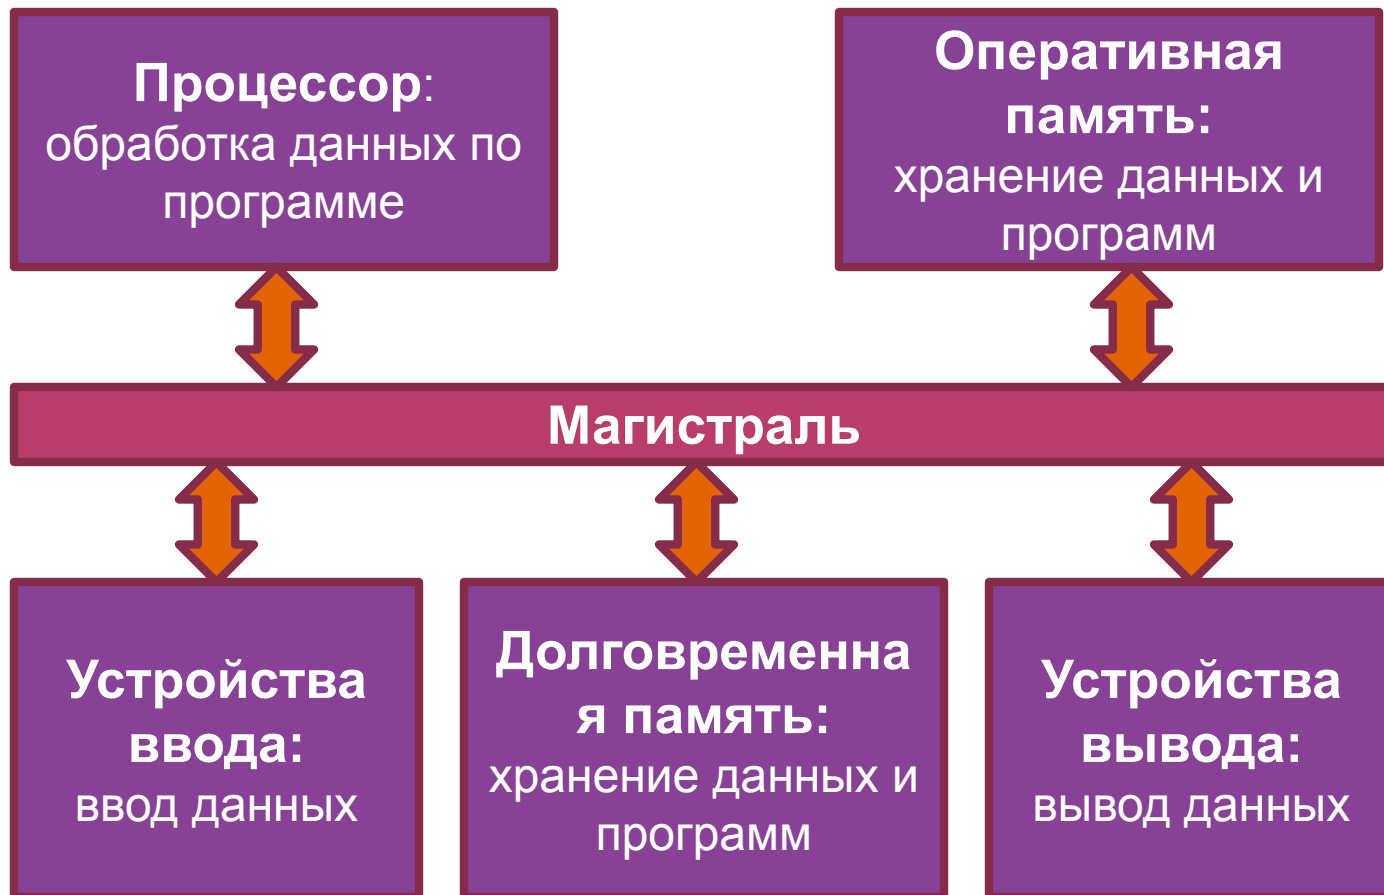 Процессор:
обработка данных по
программе
Оперативная
память:
хранение данных и
программ
Магистраль
Устройства
ввода:
ввод данных
Долговременна
я память:
хранение данных и
программ
Устройства
вывода:
вывод данных